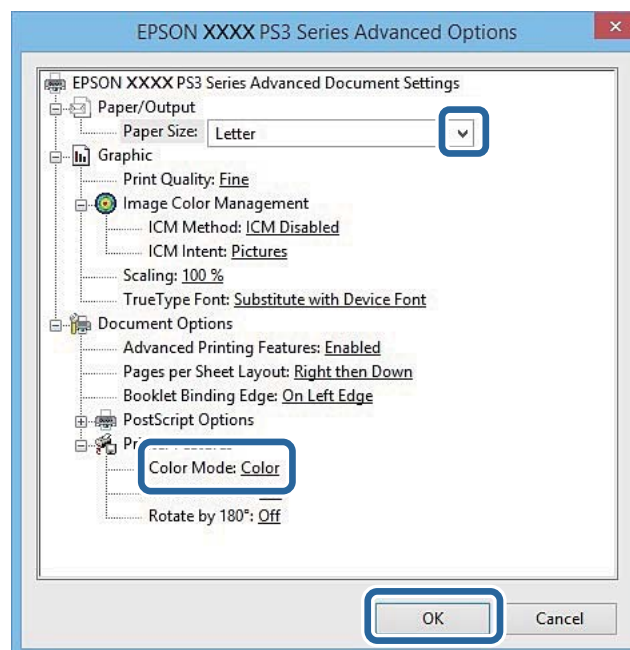 EPSON XXXX PS3 Series Advanced Options
EPSON XXXX PS3 Series Advanced Document Settings
Paper/Output
Paper Size: Letter
Graphic
Print Quality: Fine
Image Color Management
ICM Method: ICM Disabled
ICM Intent: Pictures
Scaling: 100 %
TrueType Font: Substitute with Device Font
Document Options
Advanced Printing Features: Enabled
Pages per Sheet Layout: Right then Down
Booklet Binding Edge: On Left Edge
PostScript Options
Color Mode: Color
Rotate by 180°: Off
OK Cancel